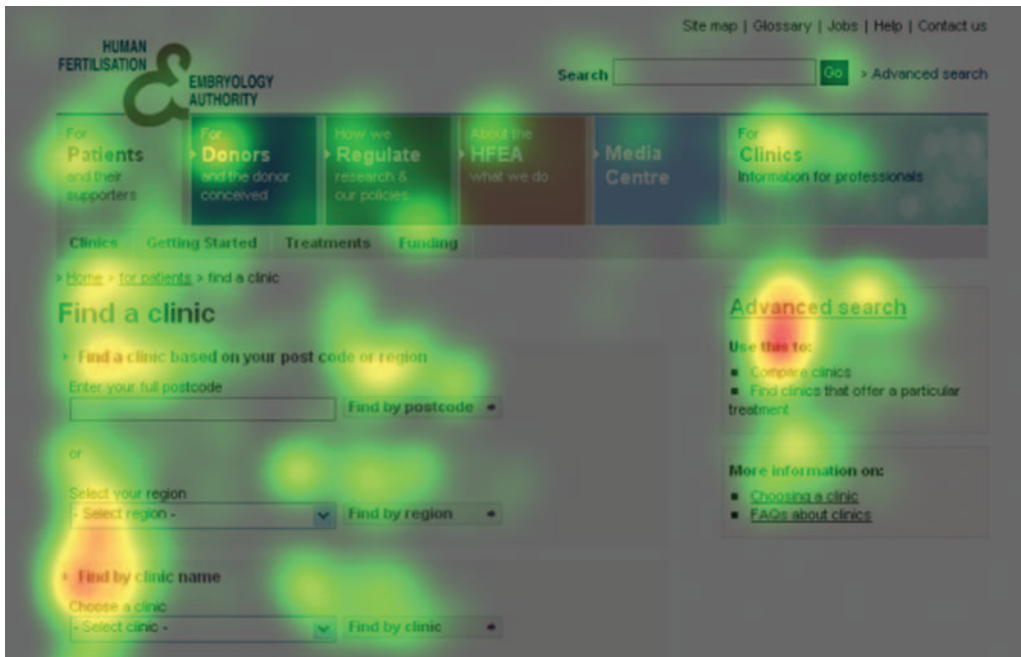 Site map | Glossary | Jobs | Help | Contact us
HUMAN
FERTILISATION
&
EMBRYOLOGY
AUTHORITY
Search Go > Advanced search
For
Patients
and their
supporters
For
Donors
and the donor
conceived
How we
Regulate
research &
our policies
About the
HFEA
what we do
Media
Centre
For
Clinics
Information for professionals
Clinics Getting Started Treatments Funding
> Home > for patients > find a clinic
Find a clinic
Find a clinic based on your post code or region
Enter your full postcode
Find by postcode
or
Select your region
- Select region -
Find by region
Find by clinic name
Choose a clinic
- Select clinic -
Find by clinic
Advanced search
Use this to:
■ Compare clinics
■ Find clinics that offer a particular
treatment
More information on:
■ Choosing a clinic
■ FAQs about clinics